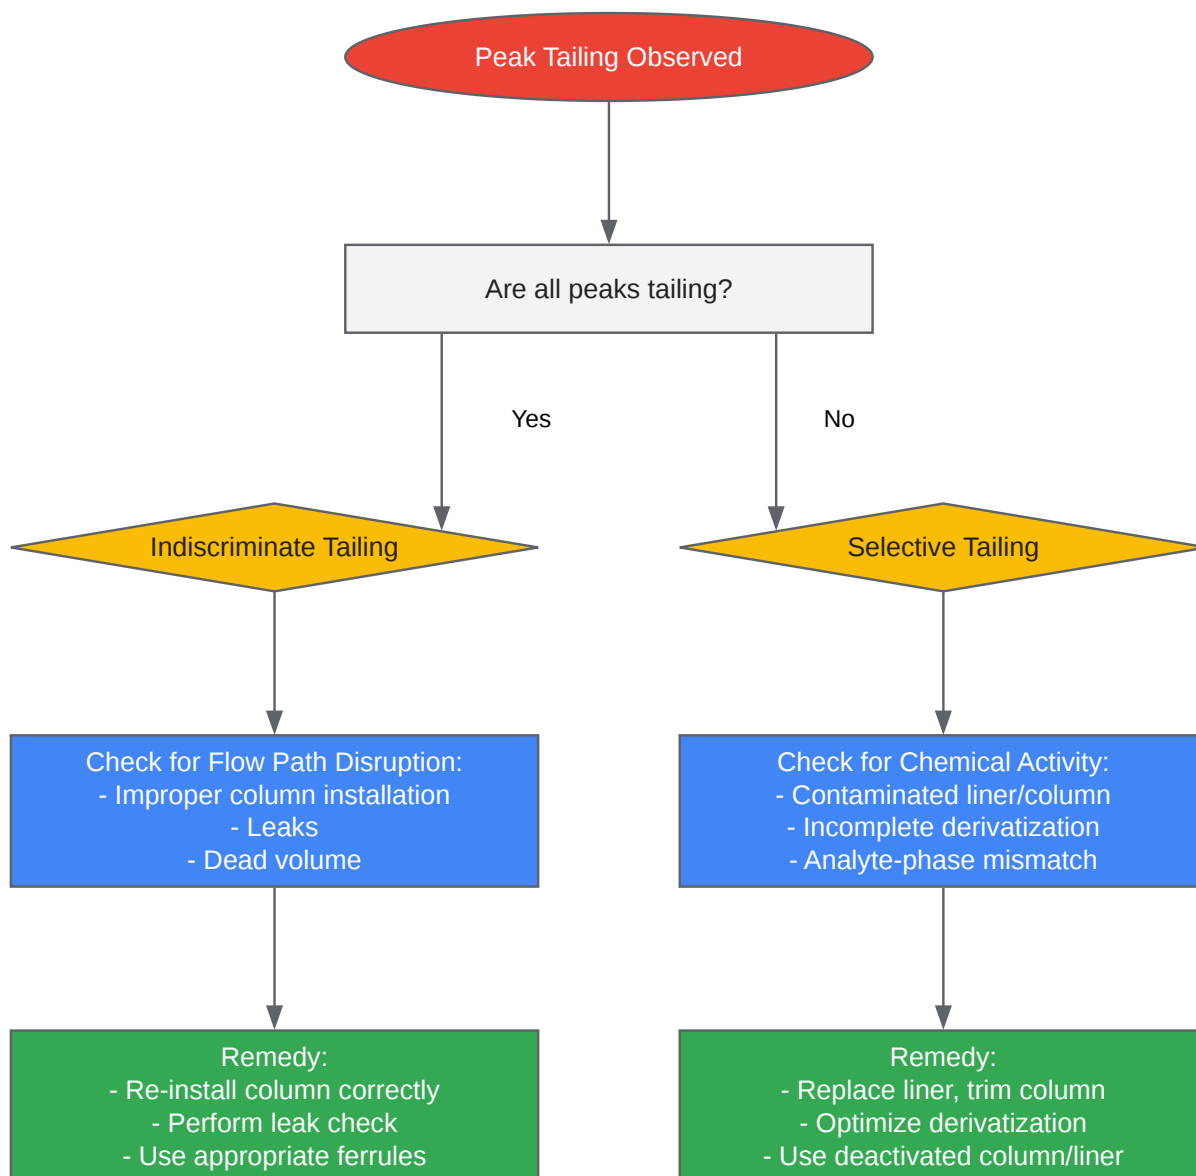 Peak Tailing Observed
Are all peaks tailing?
Yes
No
Indiscriminate Tailing
Selective Tailing
Check for Flow Path Disruption:
- Improper column installation
- Leaks
- Dead volume
Check for Chemical Activity:
- Contaminated liner/column
- Incomplete derivatization
- Analyte-phase mismatch
Remedy:
- Re-install column correctly
- Perform leak check
- Use appropriate ferrules
Remedy:
- Replace liner, trim column
- Optimize derivatization
- Use deactivated column/liner